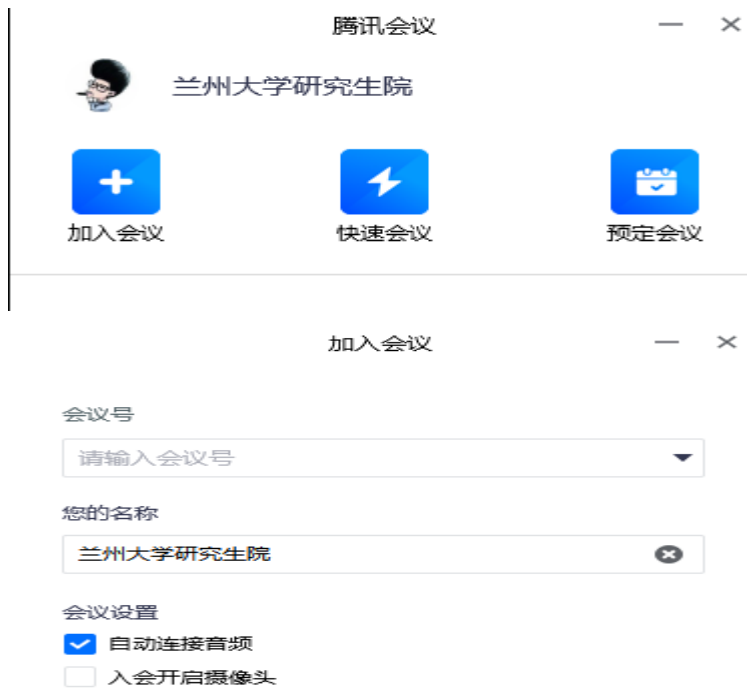 腾讯会议
兰州大学研究生院
加入会议 快速会议 预定会议
加入会议
会议号
请输入会议号
您的名称
兰州大学研究生院
会议设置
自动连接音频
入会开启摄像头